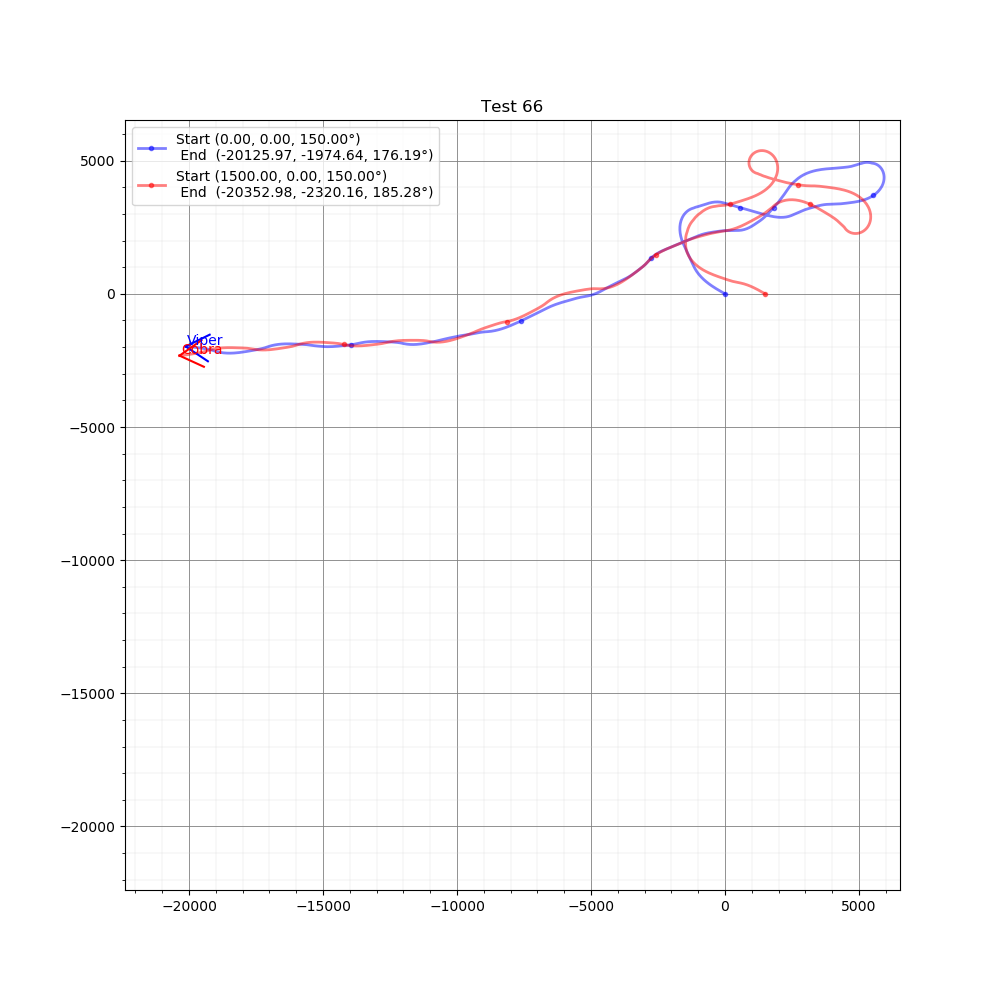 Test 66
Start (0.00, 0.00, 150.00°)
End (-20125.97, -1974.64, 176.19°)
Start (1500.00, 0.00, 150.00°)
End (-20352.98, -2320.16, 185.28°)
5000
0
−5000
−10000
−15000
−20000
Viper
Cobra
−20000
−15000
−10000
−5000
0
5000